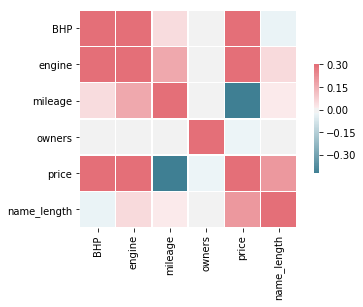 BHP
engine
mileage
owners
price
name_length
BHP
engine
mileage
owners
price
name_length
0.30
0.15
0.00
−0.15
−0.30